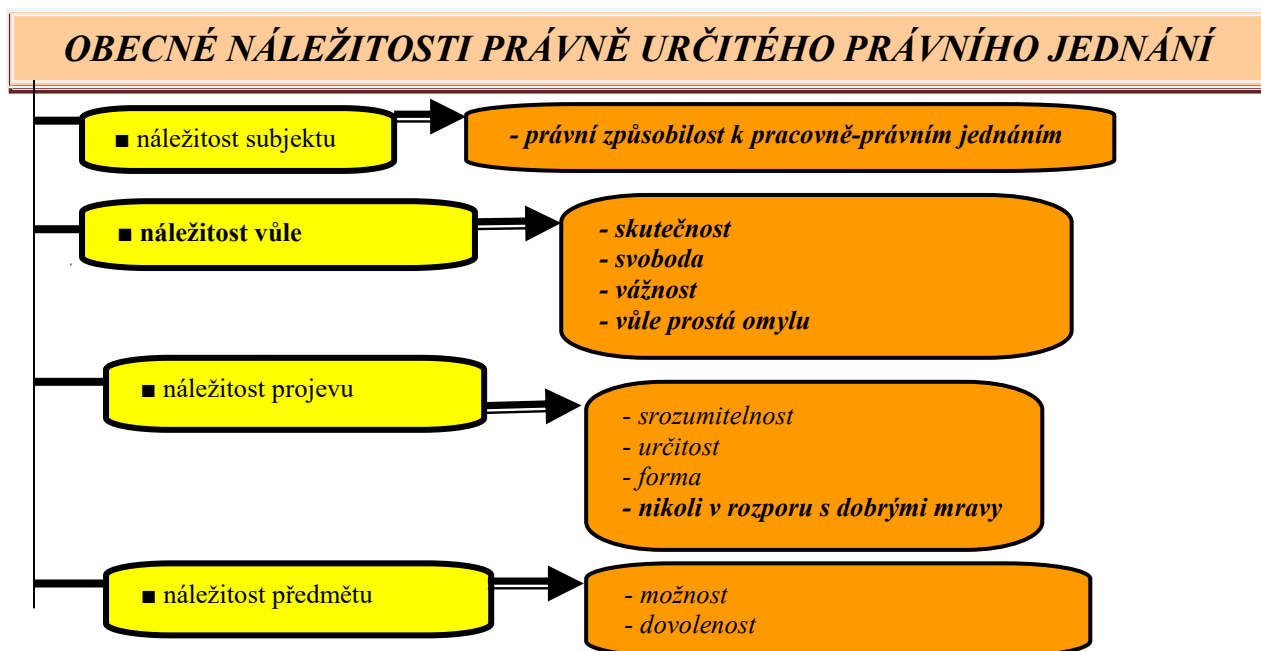 OBECNÉ NÁLEŽITOSTI PRÁVNĚ URČITÉHO PRÁVNÍHO JEDNÁNÍ
■ náležitost subjektu
- právní způsobilost k pracovně-právním jednáním
■ náležitost vůle
- skutečnost
- svoboda
- vážnost
- vůle prostá omylu
■ náležitost projevu
- srozumitelnost
- určitost
- forma
- nikoli v rozporu s dobrými mravy
■ náležitost předmětu
- možnost
- dovolenost